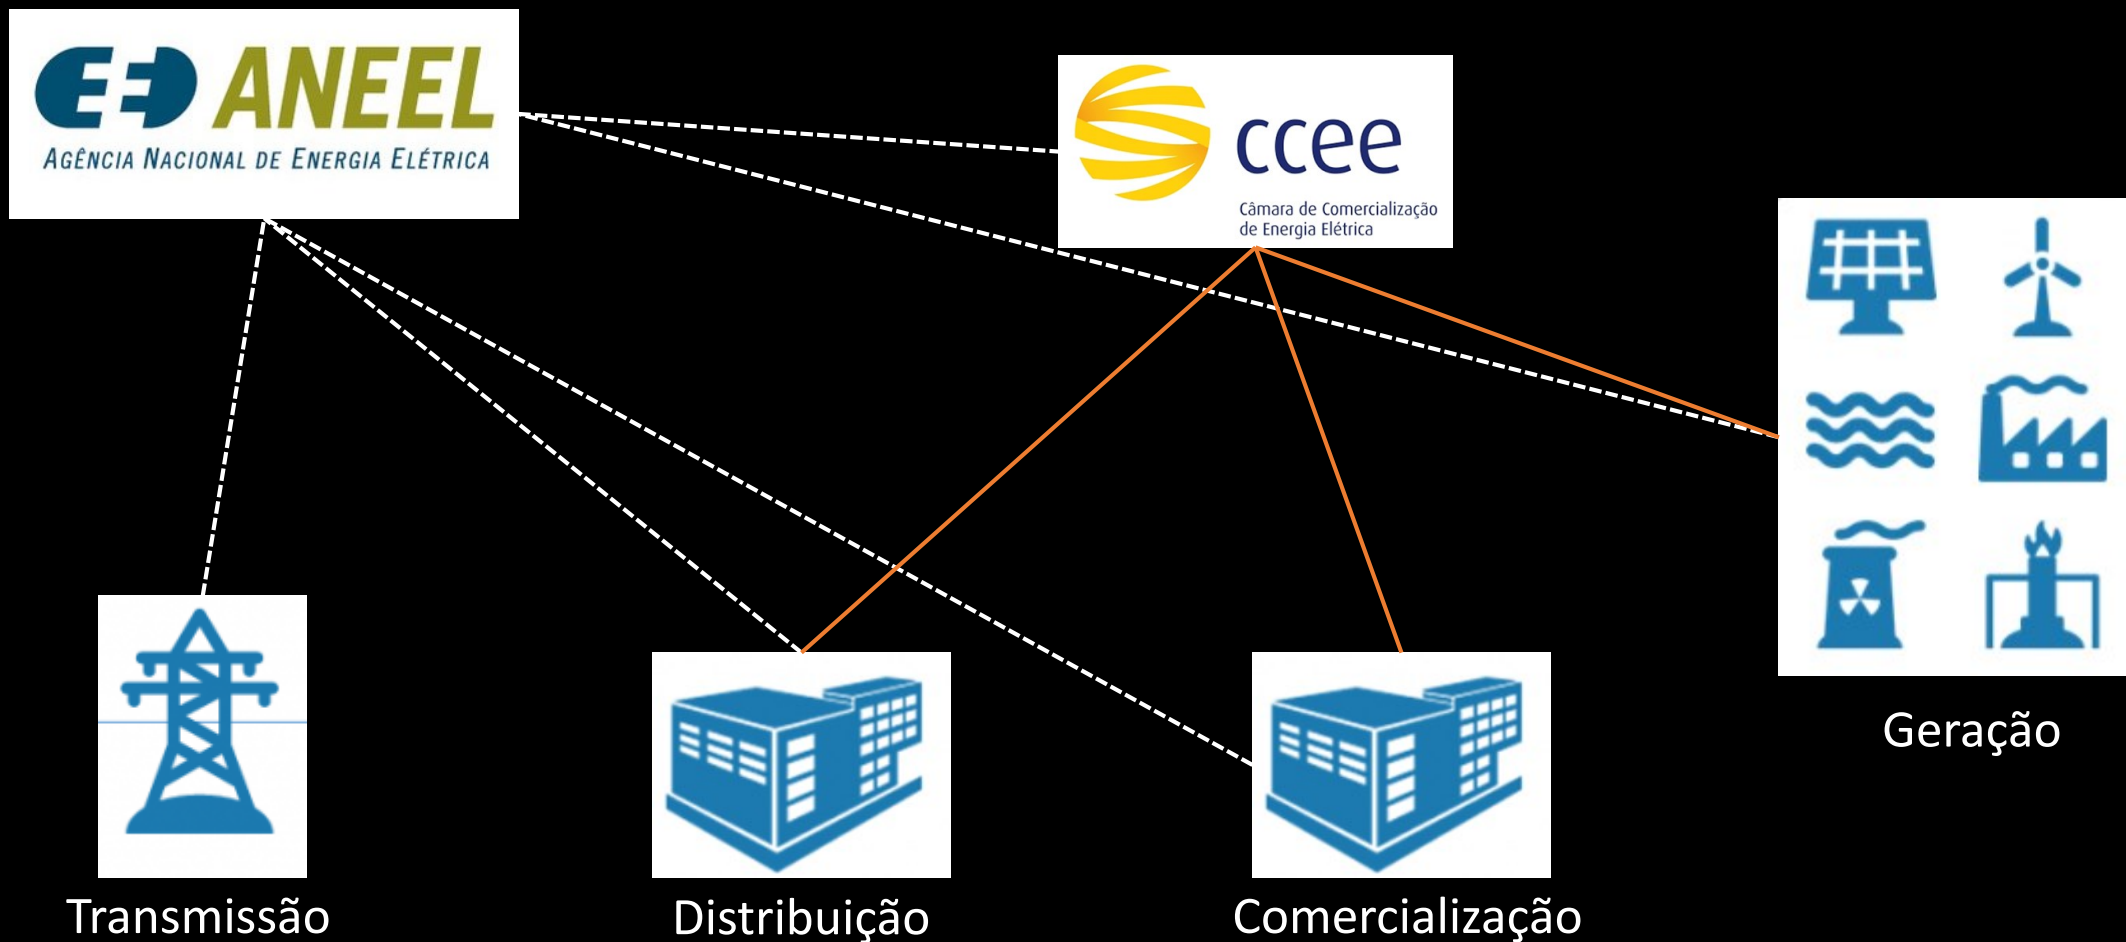 ANEEL
AGÊNCIA NACIONAL DE ENERGIA ELÉTRICA
ccee
Câmara de Comercialização
de Energia Elétrica
Geração
Transmissão
Distribuição
Comercialização